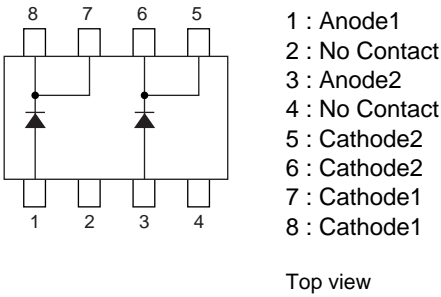 8 7 6 5
1 2 3 4
1 : Anode1
2 : No Contact
3 : Anode2
4 : No Contact
5 : Cathode2
6 : Cathode2
7 : Cathode1
8 : Cathode1
Top view